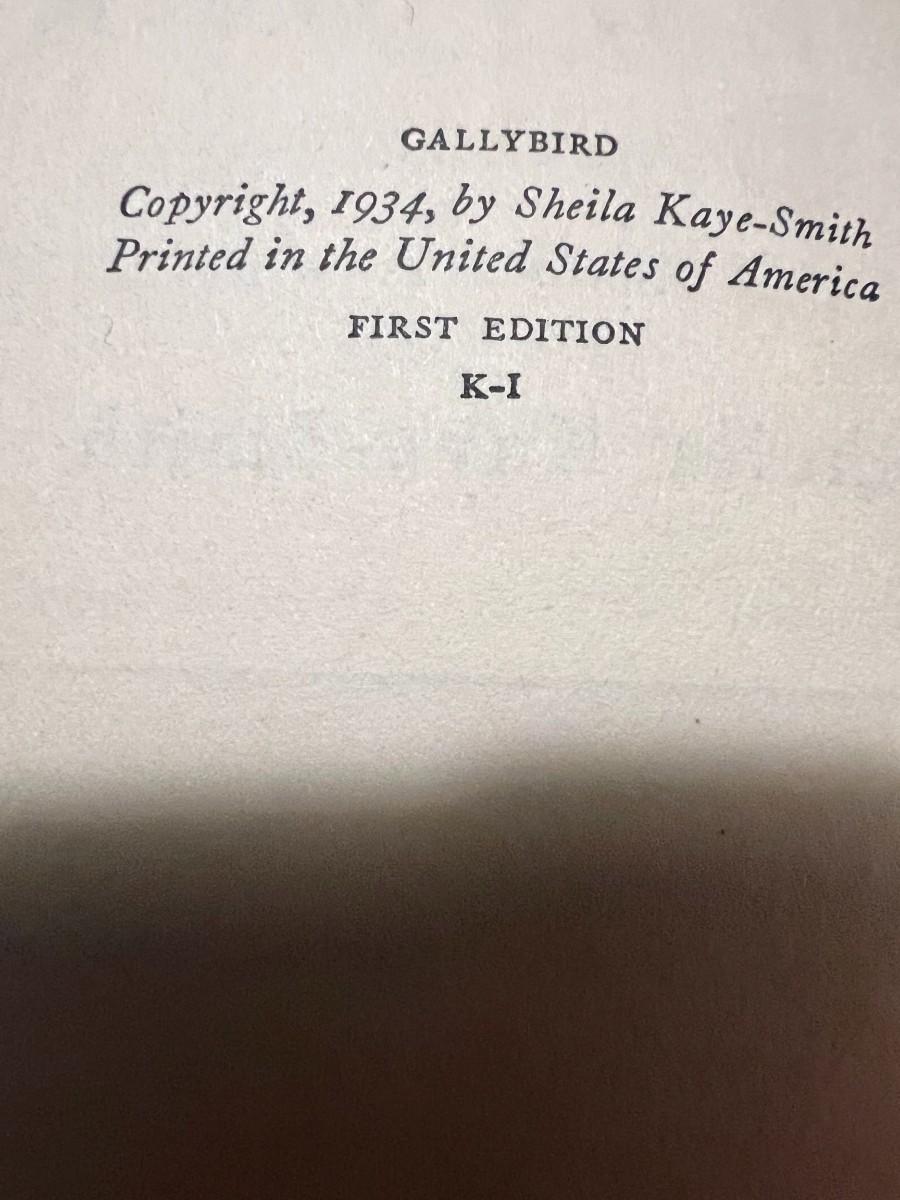 GALLYBIRD
Copyright, 1934, by Sheila Kaye-Smith
Printed in the United States of America
FIRST EDITION
K-I